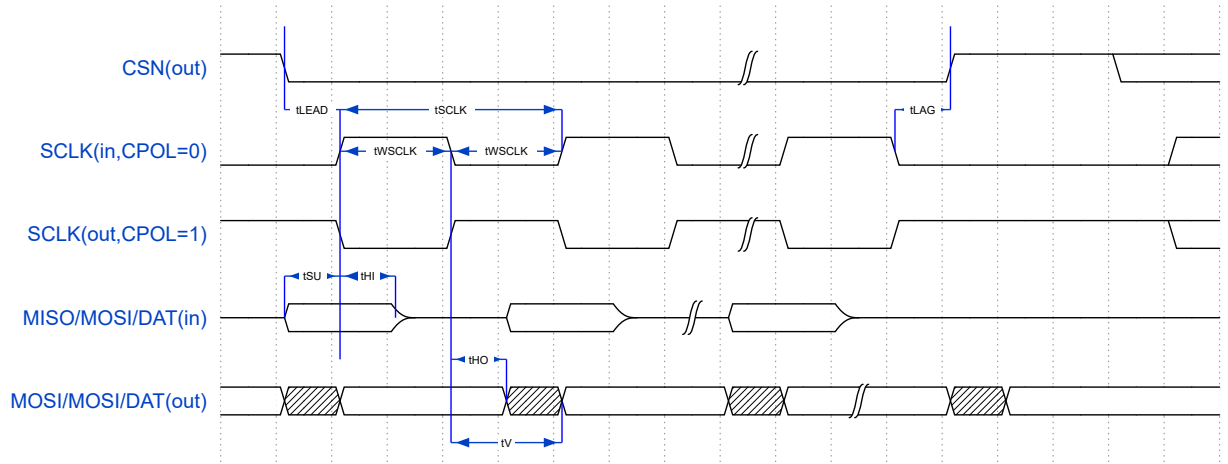 CSN(out)
tLEAD
tSCLK
tLAG
SCLK(in,CPOL=0)
tWSCLK
tWSCLK
SCLK(out,CPOL=1)
tSU
tHI
MISO/MOSI/DAT(in)
tHO
MOSI/MOSI/DAT(out)
tV